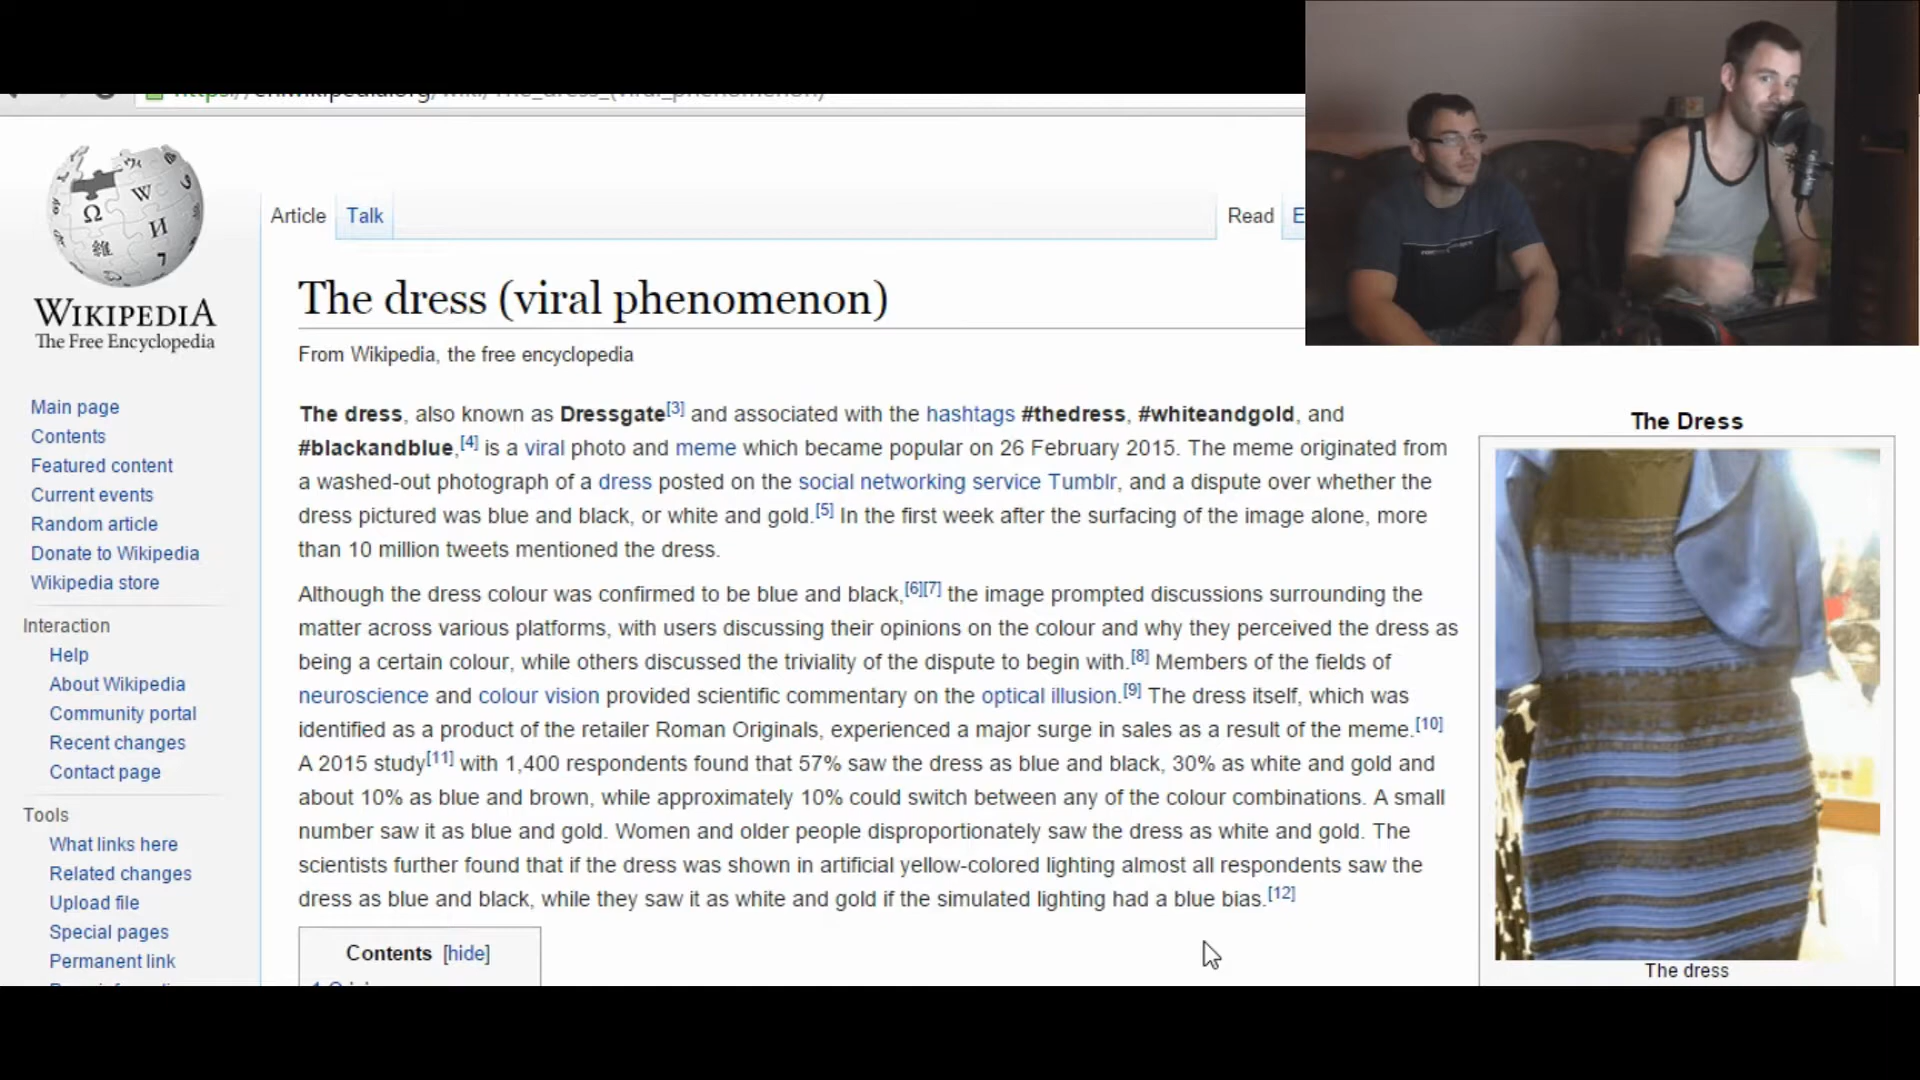 https://en.wikipedia.org/wiki/The_dress_(viral_phenomenon)
WIKIPEDIA
The Free Encyclopedia
Article
Talk
Read
E
The dress (viral phenomenon)
From Wikipedia, the free encyclopedia
Main page
Contents
Featured content
Current events
Random article
Donate to Wikipedia
Wikipedia store
Interaction
Help
About Wikipedia
Community portal
Recent changes
Contact page
Tools
What links here
Related changes
Upload file
Special pages
Permanent link
The dress, also known as Dressgate[3] and associated with the hashtags #thedress, #whiteandgold, and
#blackandblue,[4] is a viral photo and meme which became popular on 26 February 2015. The meme originated from
a washed-out photograph of a dress posted on the social networking service Tumblr, and a dispute over whether the
dress pictured was blue and black, or white and gold.[5] In the first week after the surfacing of the image alone, more
than 10 million tweets mentioned the dress.
Although the dress colour was confirmed to be blue and black,[6][7] the image prompted discussions surrounding the
matter across various platforms, with users discussing their opinions on the colour and why they perceived the dress as
being a certain colour, while others discussed the triviality of the dispute to begin with.[8] Members of the fields of
neuroscience and colour vision provided scientific commentary on the optical illusion.[9] The dress itself, which was
identified as a product of the retailer Roman Originals, experienced a major surge in sales as a result of the meme.[10]
A 2015 study[11] with 1,400 respondents found that 57% saw the dress as blue and black, 30% as white and gold and
about 10% as blue and brown, while approximately 10% could switch between any of the colour combinations. A small
number saw it as blue and gold. Women and older people disproportionately saw the dress as white and gold. The
scientists further found that if the dress was shown in artificial yellow-colored lighting almost all respondents saw the
dress as blue and black, while they saw it as white and gold if the simulated lighting had a blue bias.[12]
Contents [hide]
The Dress
The dress